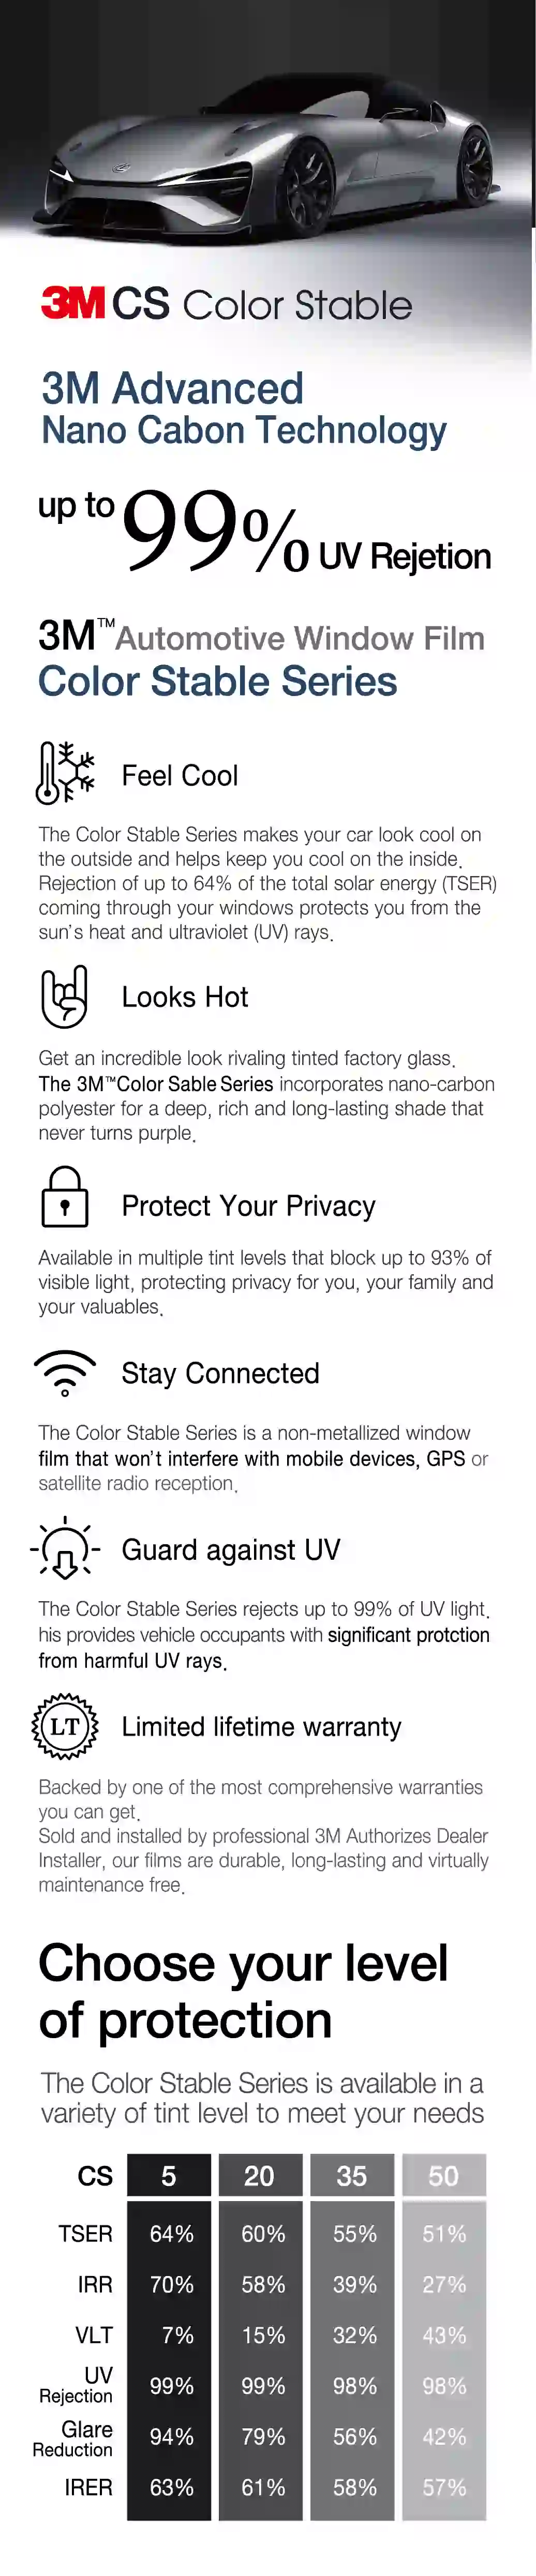 3M CS Color Stable
3M Advanced
Nano Cabon Technology
up to 99% UV Rejetion
3M™Automotive Window Film
Color Stable Series
Feel Cool
The Color Stable Series makes your car look cool on
the outside and helps keep you cool on the inside.
Rejection of up to 64% of the total solar energy (TSER)
coming through your windows protects you from the
sun's heat and ultraviolet (UV) rays.
Looks Hot
Get an incredible look rivaling tinted factory glass.
The 3M™Color Sable Series incorporates nano-carbon
polyester for a deep, rich and long-lasting shade that
never turns purple.
Protect Your Privacy
Available in multiple tint levels that block up to 93% of
visible light, protecting privacy for you, your family and
your valuables.
Stay Connected
The Color Stable Series is a non-metallized window
film that won't interfere with mobile devices, GPS or
satellite radio reception.
Guard against UV
The Color Stable Series rejects up to 99% of UV light.
his provides vehicle occupants with significant protction
from harmful UV rays.
LT
Limited lifetime warranty
Backed by one of the most comprehensive warranties
you can get.
Sold and installed by professional 3M Authorizes Dealer
Installer, our films are durable, long-lasting and virtually
maintenance free.
Choose your level
of protection
The Color Stable Series is available in a
variety of tint level to meet your needs
CS 5 20 35 50
TSER 64% 60% 55% 51%
IRR 70% 58% 39% 27%
VLT 7% 15% 32% 43%
UV
Rejection 99% 99% 98% 98%
Glare
Reduction 94% 79% 56% 42%
IRER 63% 61% 58% 57%